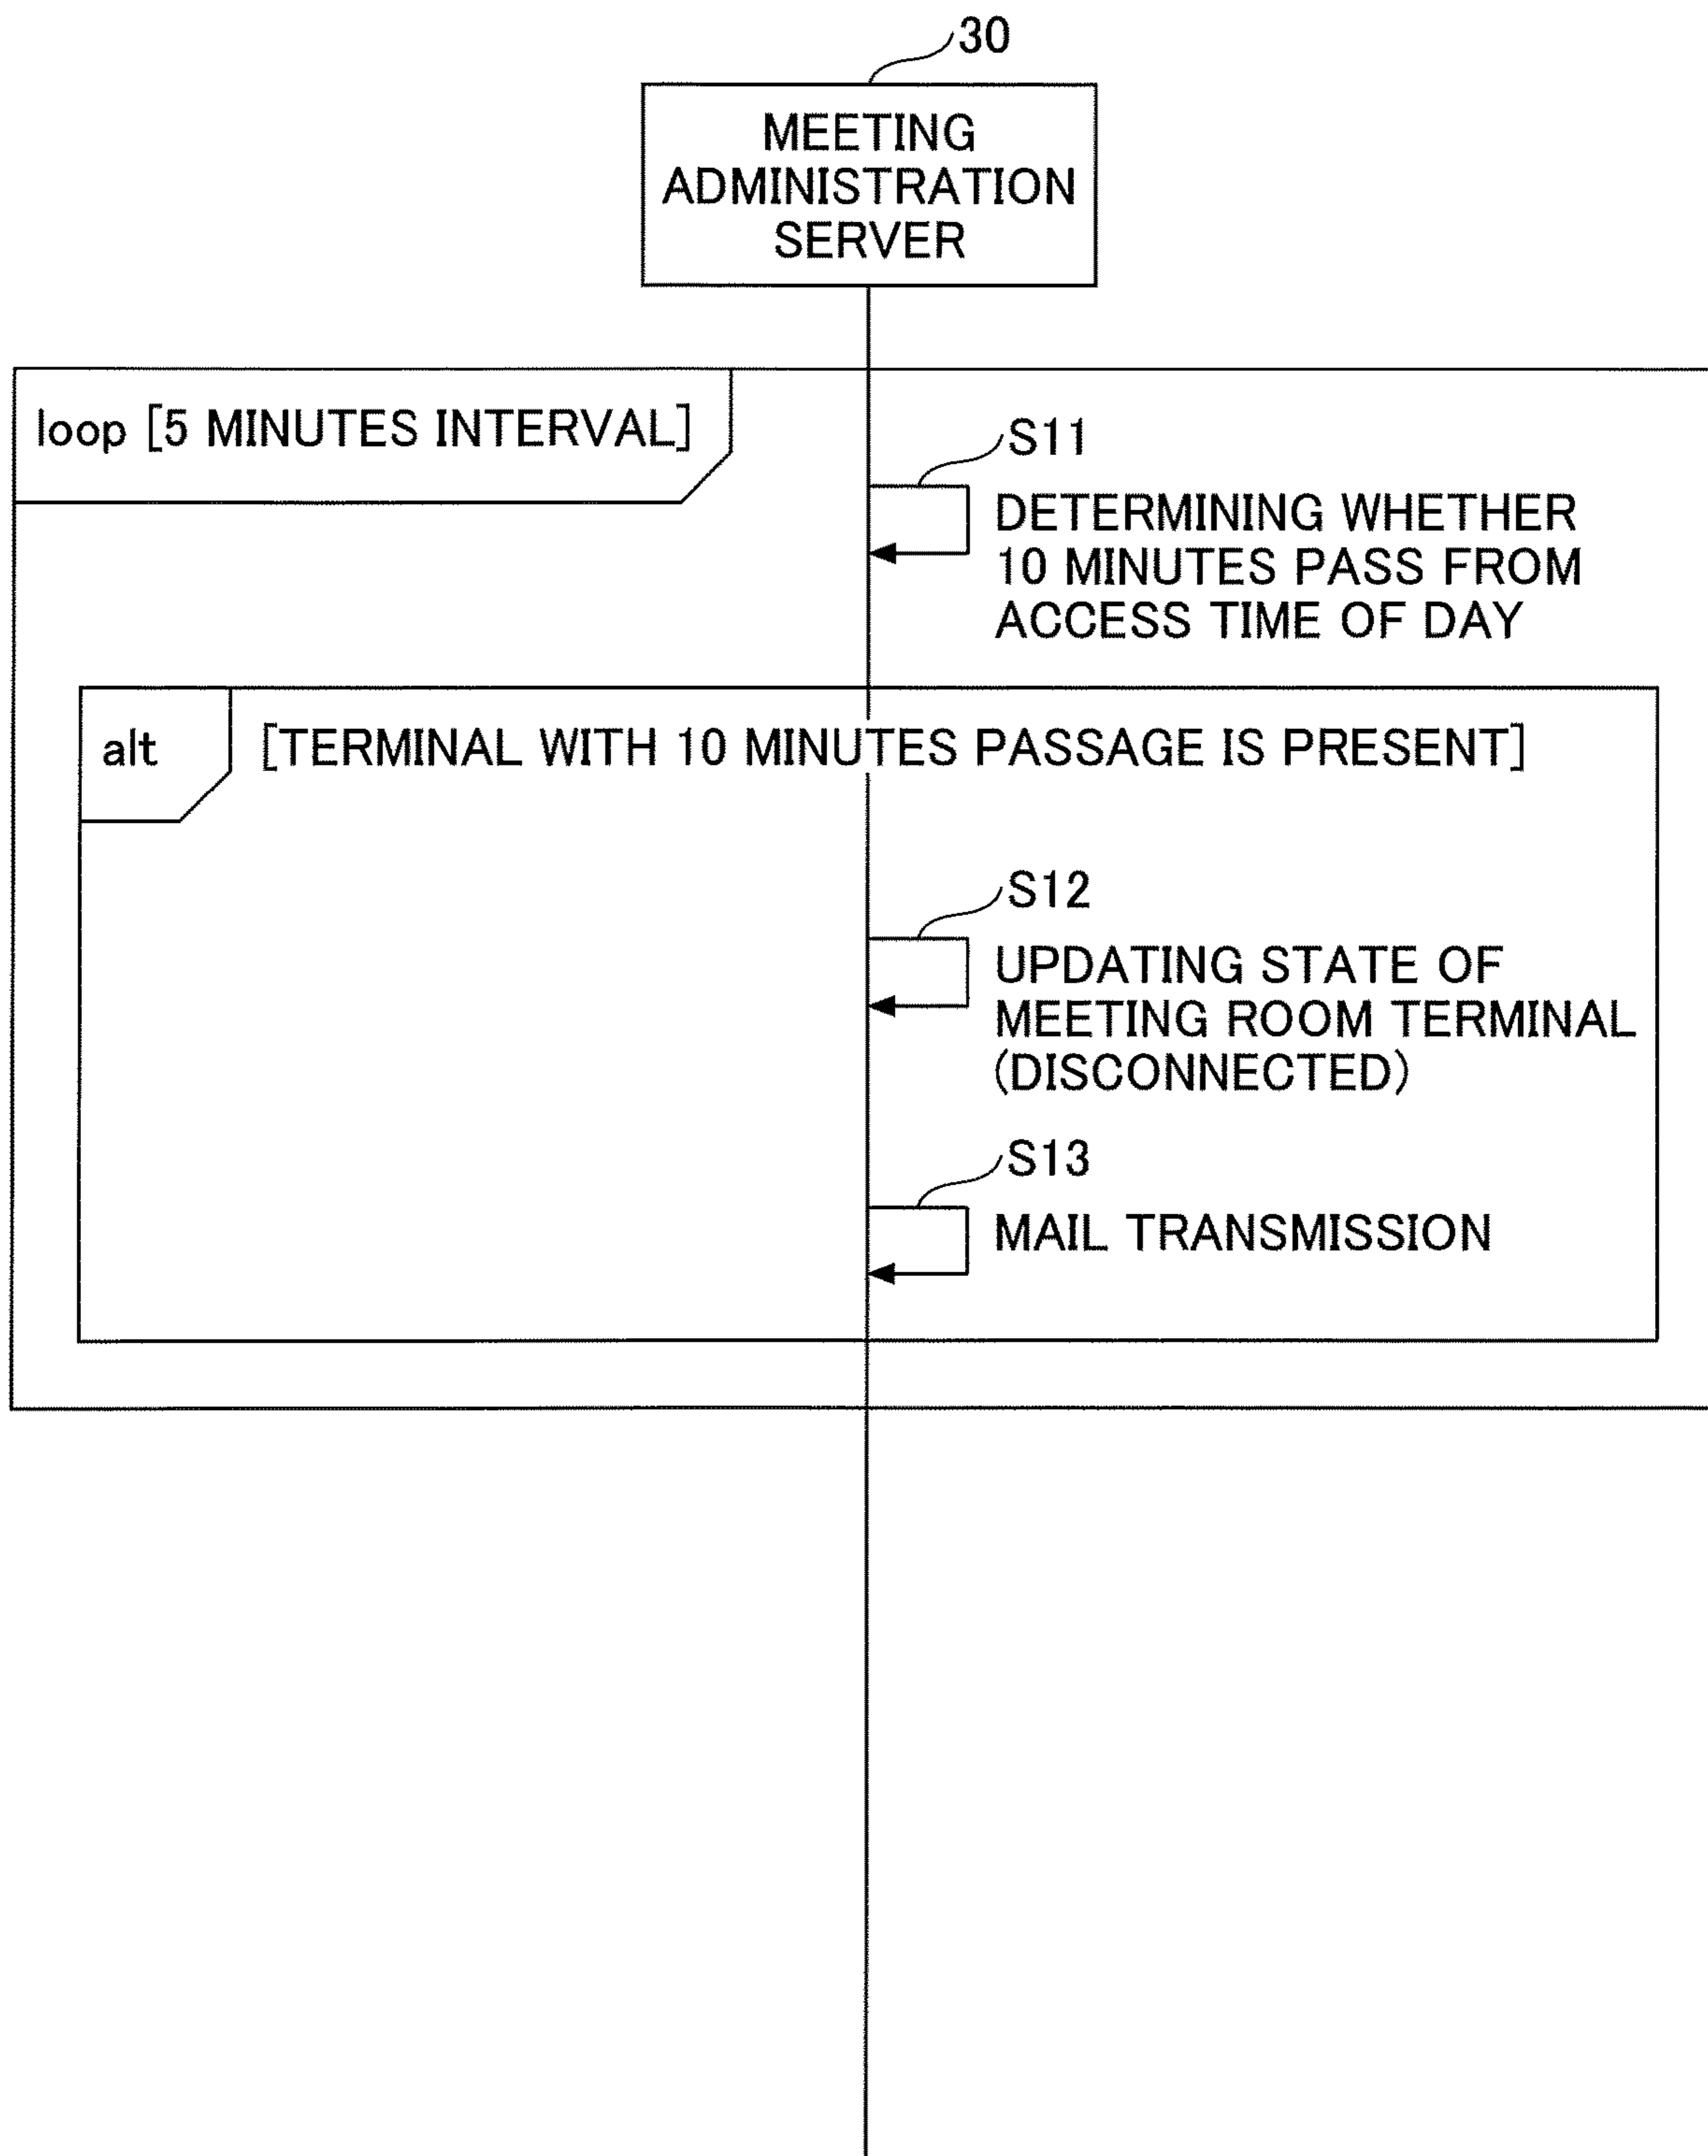 30
MEETING
ADMINISTRATION
SERVER
loop [5 MINUTES INTERVAL]
S11
DETERMINING WHETHER
10 MINUTES PASS FROM
ACCESS TIME OF DAY
alt [TERMINAL WITH 10 MINUTES PASSAGE IS PRESENT]
S12
UPDATING STATE OF
MEETING ROOM TERMINAL
(DISCONNECTED)
S13
MAIL TRANSMISSION